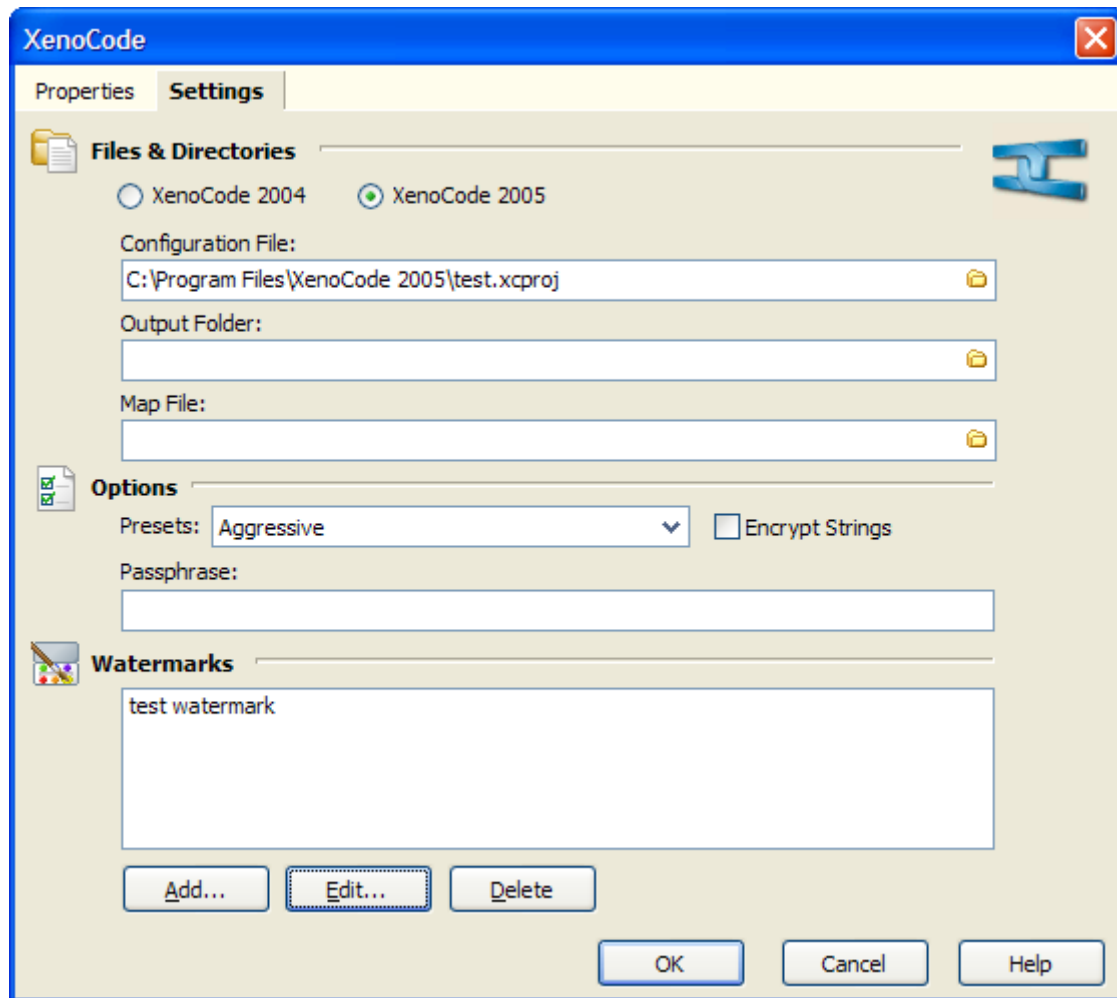 XenoCode
Properties Settings
Files & Directories
XenoCode 2004 XenoCode 2005
Configuration File:
C:\Program Files\XenoCode 2005\test.xcproj
Output Folder:
Map File:
Options
Presets: Aggressive Encrypt Strings
Passphrase:
Watermarks
test watermark
Add... Edit... Delete
OK Cancel Help